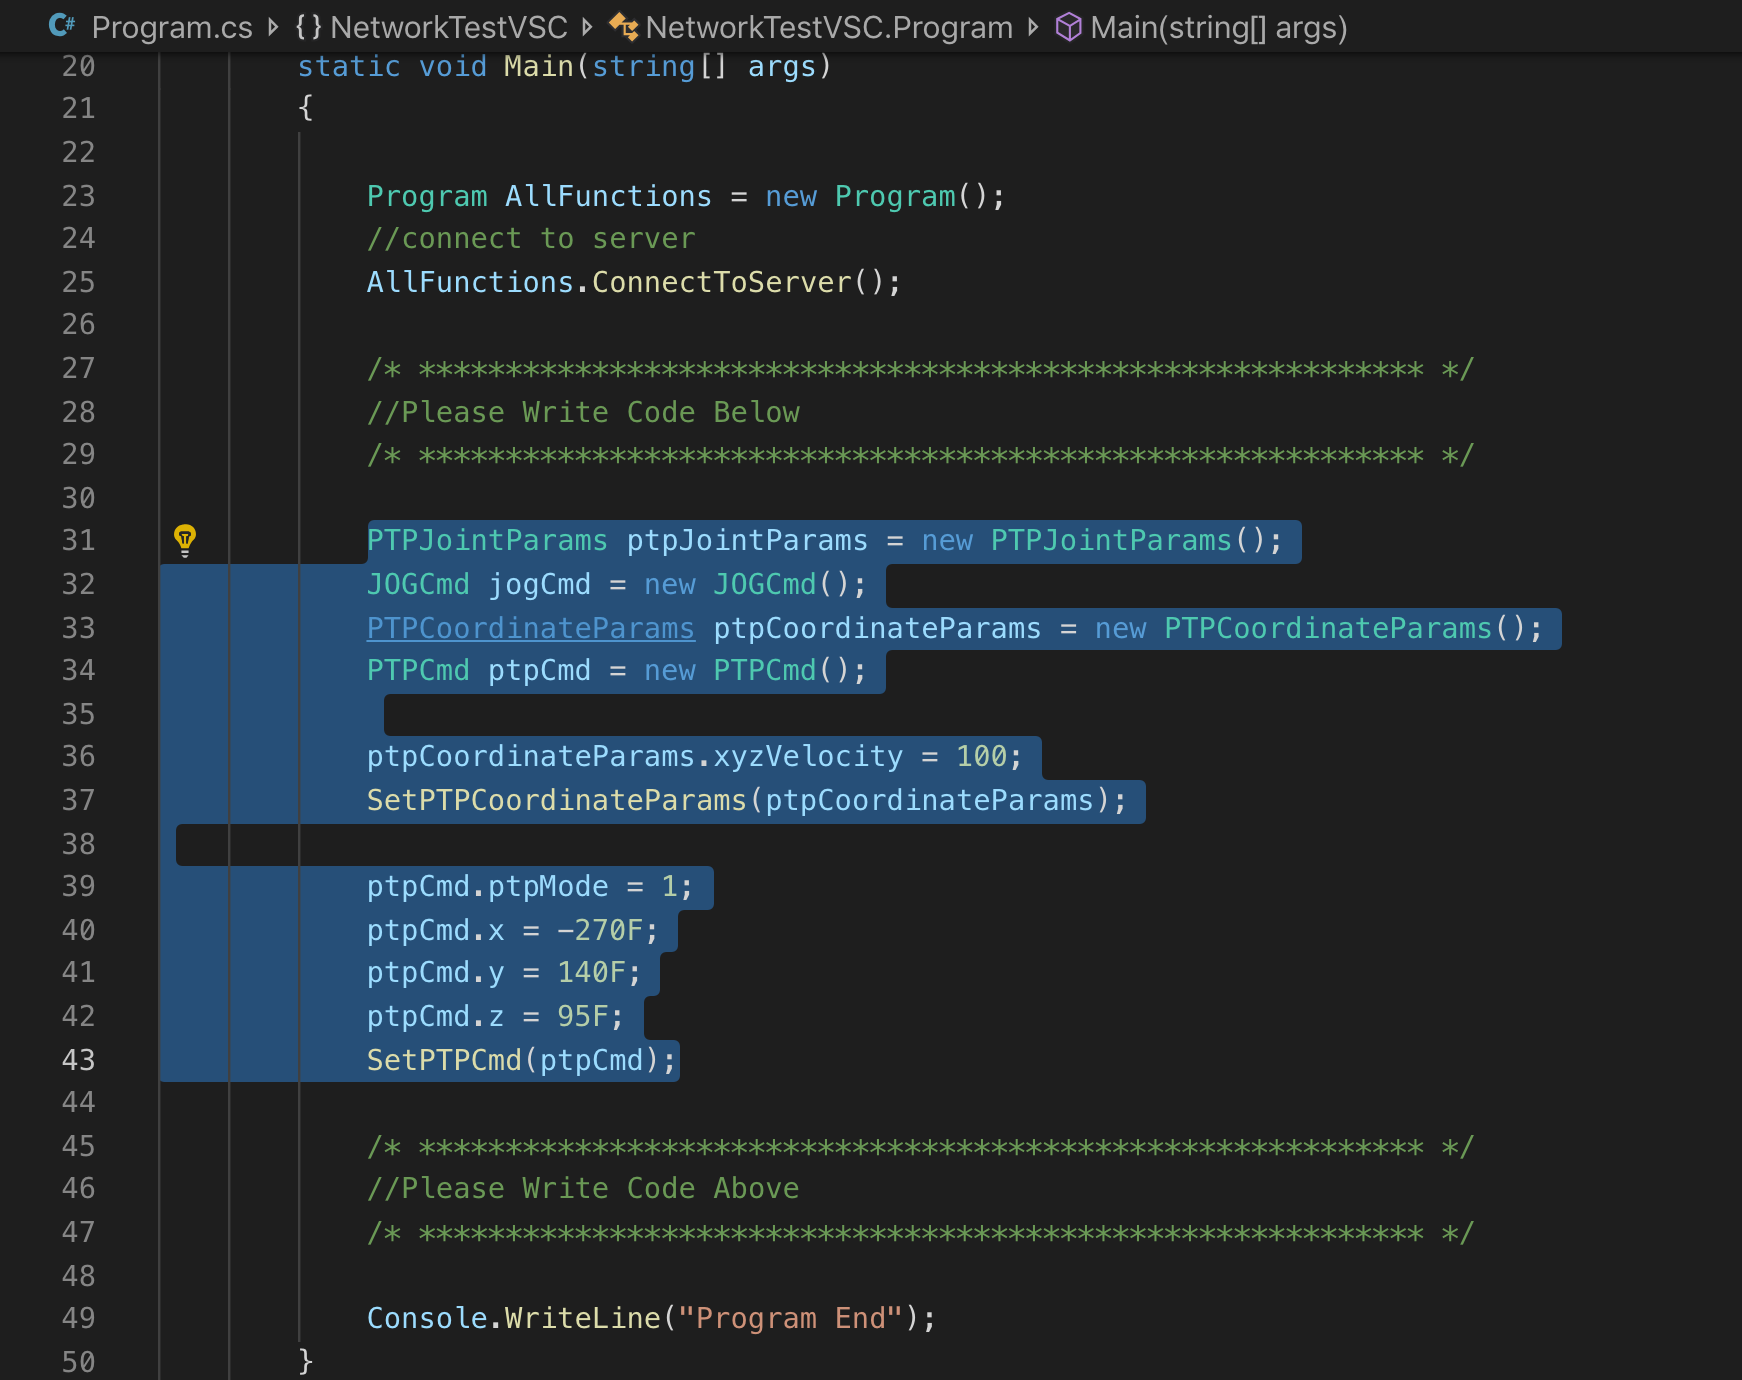 Program.cs > {} NetworkTestVSC > NetworkTestVSC.Program > Main(string[] args)
20 static void Main(string[] args)
21 {
22
23 Program AllFunctions = new Program();
24 //connect to server
25 AllFunctions.ConnectToServer();
26
27 /* ********************************************************** */
28 //Please Write Code Below
29 /* ********************************************************** */
30
31 PTPJointParams ptpJointParams = new PTPJointParams();
32 JOGCmd jogCmd = new JOGCmd();
33 PTPCoordinateParams ptpCoordinateParams = new PTPCoordinateParams();
34 PTPCmd ptpCmd = new PTPCmd();
35
36 ptpCoordinateParams.xyzVelocity = 100;
37 SetPTPCoordinateParams(ptpCoordinateParams);
38
39 ptpCmd.ptpMode = 1;
40 ptpCmd.x = -270F;
41 ptpCmd.y = 140F;
42 ptpCmd.z = 95F;
43 SetPTPCmd(ptpCmd);
44
45 /* ********************************************************** */
46 //Please Write Code Above
47 /* ********************************************************** */
48
49 Console.WriteLine("Program End");
50 }